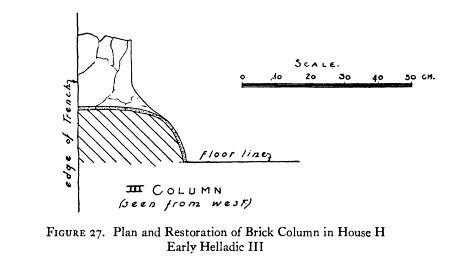 SCALE.
0 10 20 30 40 50 CM.
edge of Trench
floor line
III COLUMN
(seen from west)
FIGURE 27. Plan and Restoration of Brick Column in House H
Early Helladic III